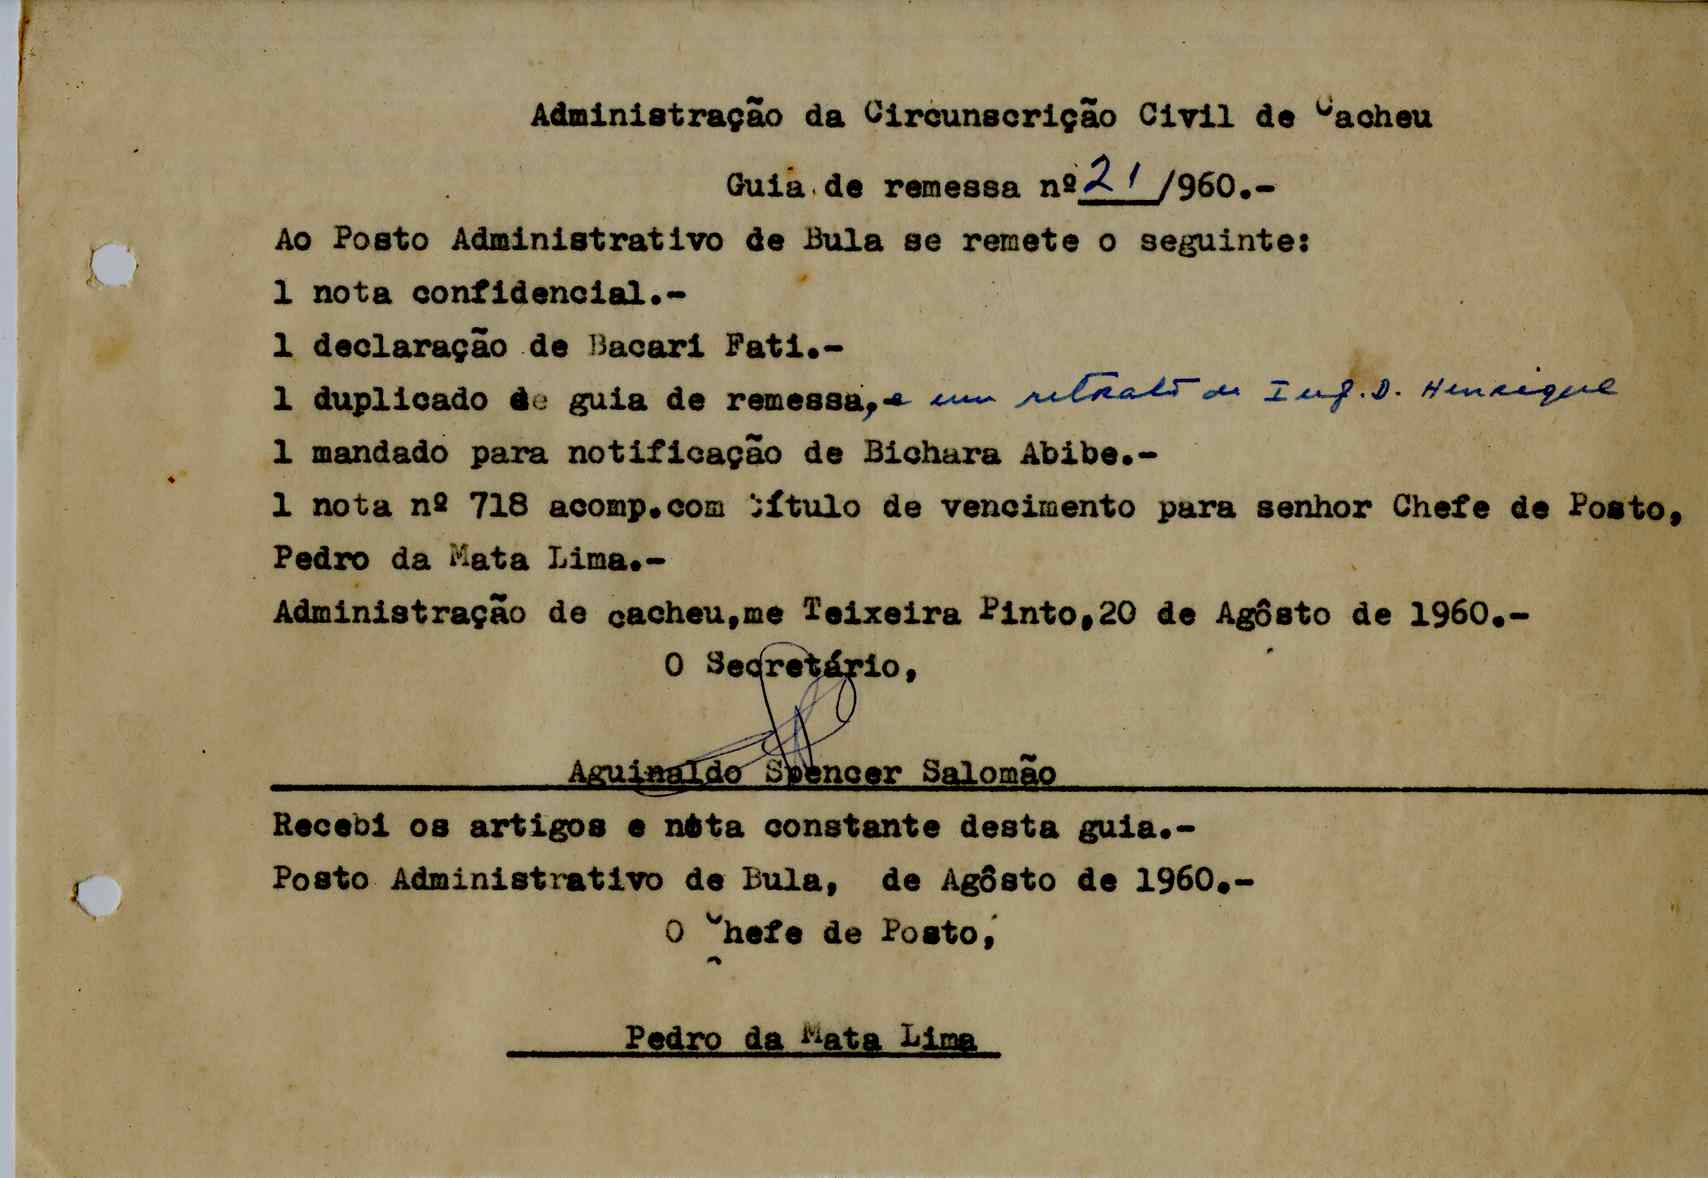 Administração da Circunscrição Civil de Cacheu
Guia de remessa nº 21/960.-
Ao Posto Administrativo de Bula se remete o seguinte:
1 nota confidencial.-
1 declaração de Bacari Fati.-
1 duplicado de guia de remessa, e um retrato do Inf. D. Henrique
1 mandado para notificação de Bichara Abibe.-
1 nota nº 718 acomp.com título de vencimento para senhor Chefe de Posto,
Pedro da Mata Lima.-
Administração de cacheu,me Teixeira Pinto,20 de Agôsto de 1960.-
O Secretário,
Aguinaldo Spencer Salomão
Recebi os artigos e nota constante desta guia.-
Posto Administrativo de Bula, de Agôsto de 1960.-
O Chefe de Posto,
Pedro da Mata Lima